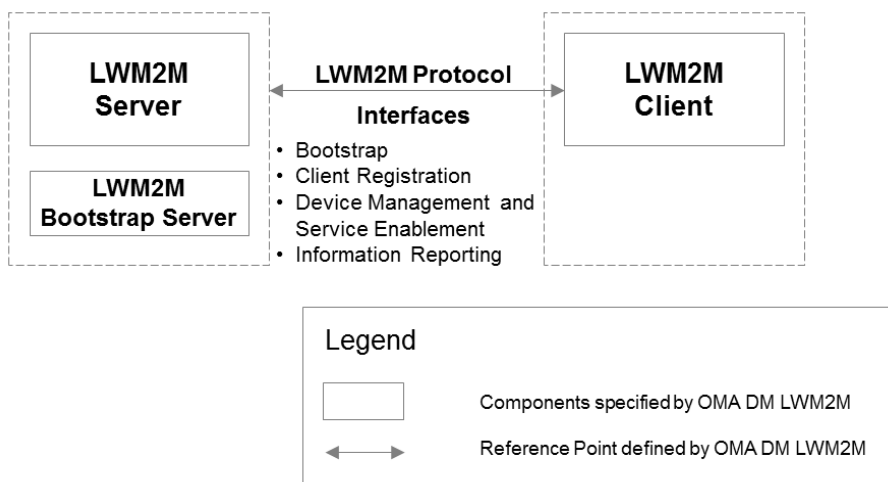 LWM2M
Server
LWM2M
Bootstrap Server
LWM2M Protocol
Interfaces
• Bootstrap
• Client Registration
• Device Management and
Service Enablement
• Information Reporting
LWM2M
Client
Legend
Components specified by OMA DM LWM2M
Reference Point defined by OMA DM LWM2M